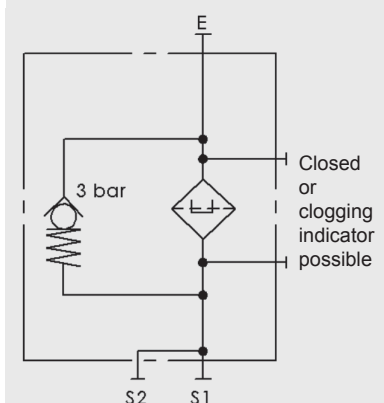 E
3 bar
Closed
or
clogging
indicator
possible
S2 S1